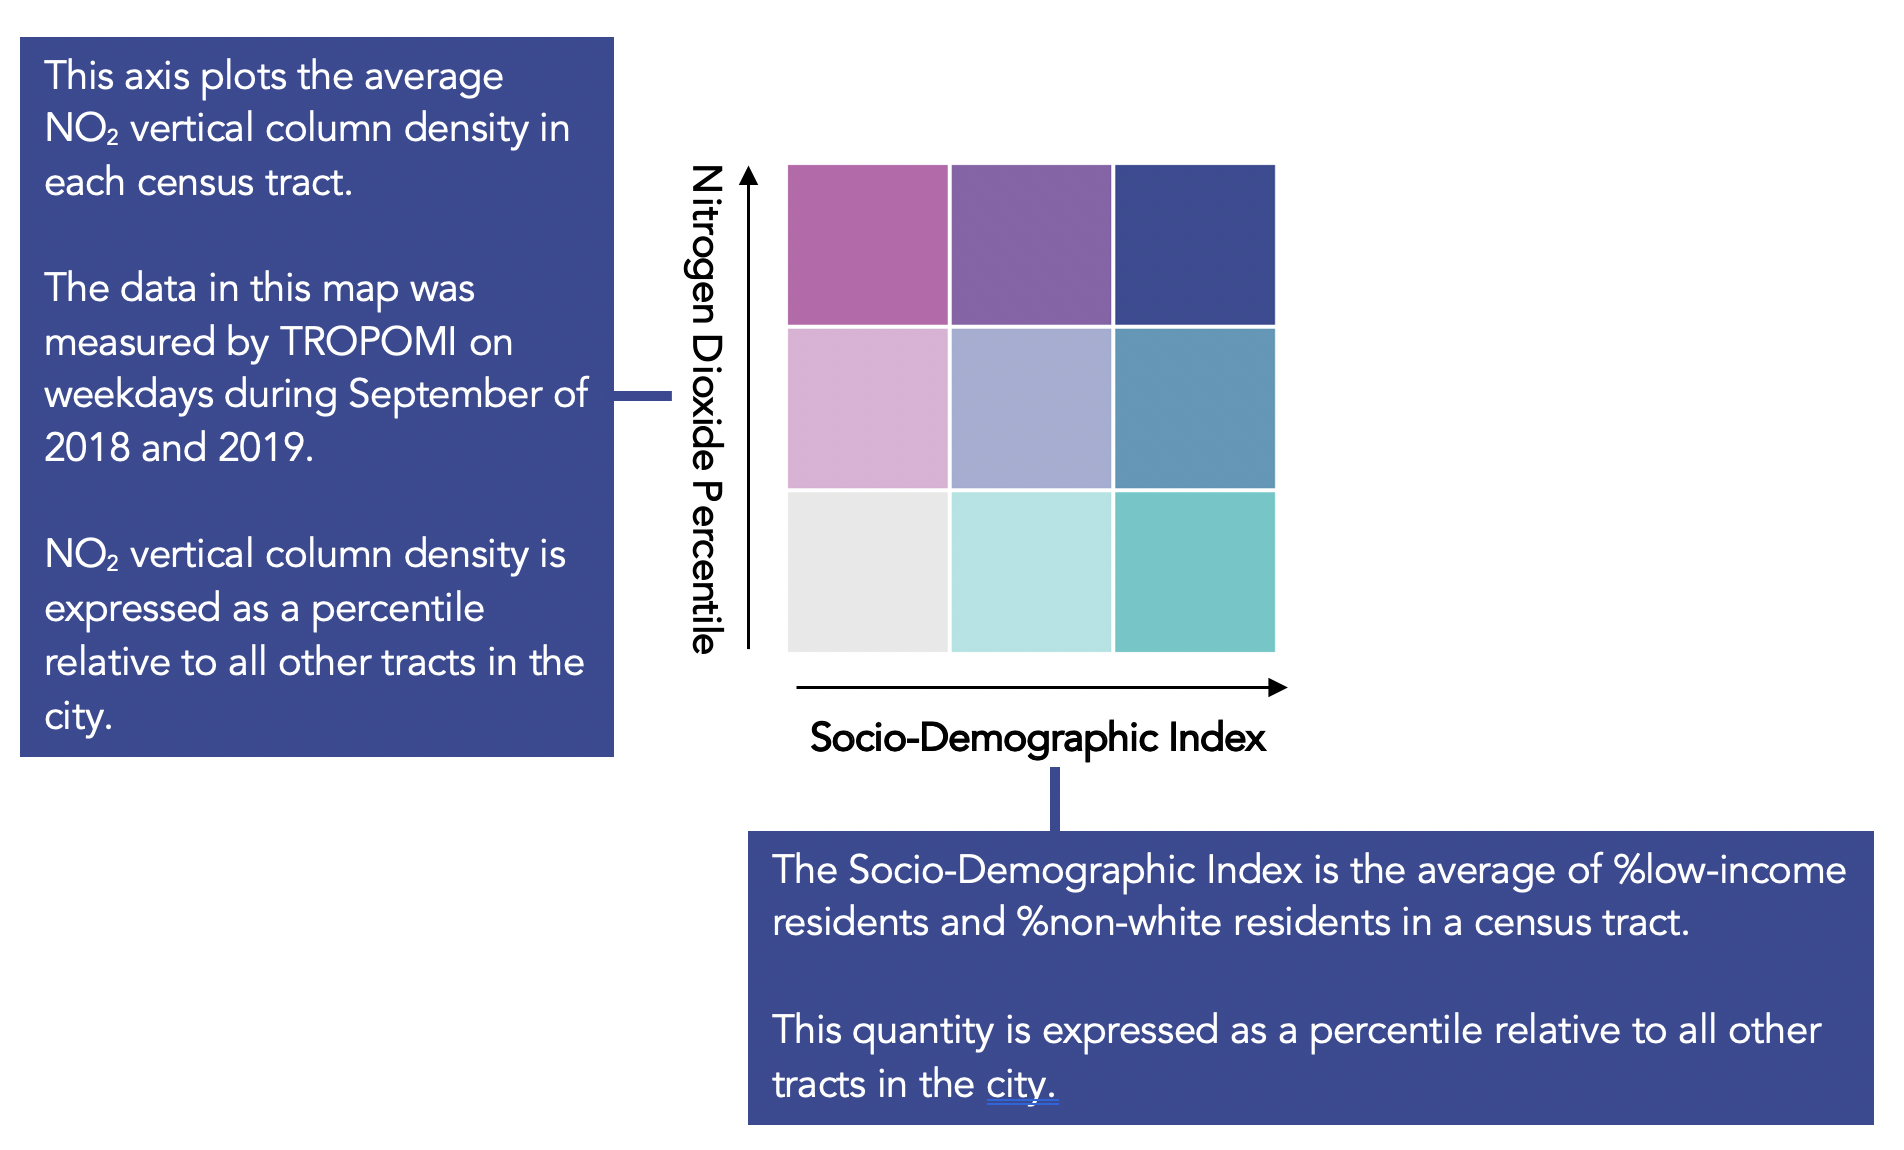 This axis plots the average
NO₂ vertical column density in
each census tract.
The data in this map was
measured by TROPOMI on
weekdays during September of
2018 and 2019.
NO₂ vertical column density is
expressed as a percentile
relative to all other tracts in the
city.
Nitrogen Dioxide Percentile
Socio-Demographic Index
The Socio-Demographic Index is the average of %low-income
residents and %non-white residents in a census tract.
This quantity is expressed as a percentile relative to all other
tracts in the city.